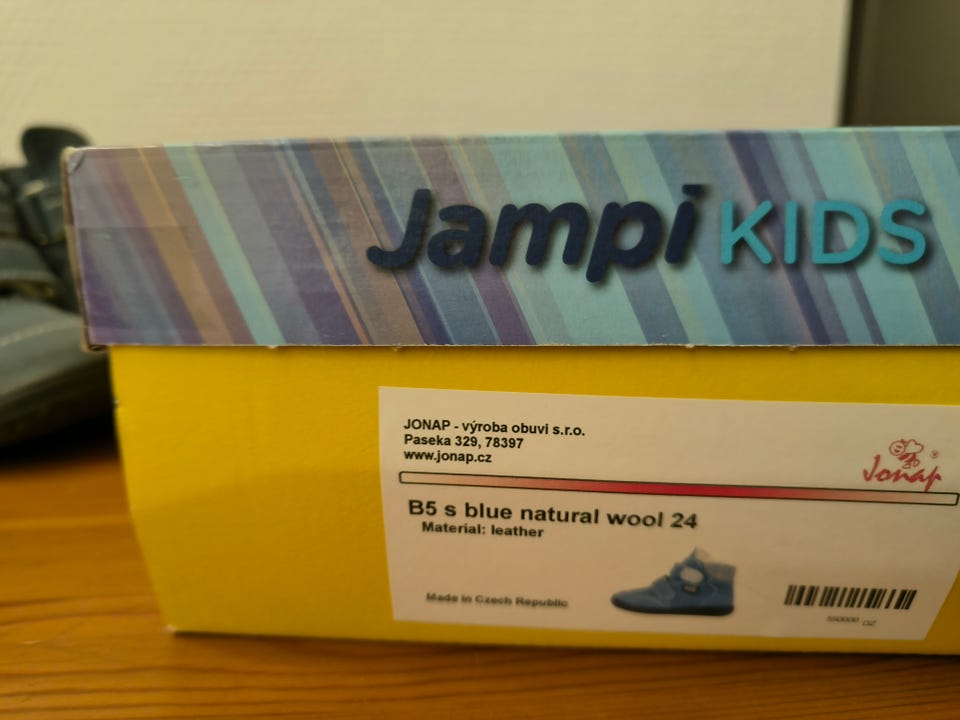 Jampi KIDS
JONAP - výroba obuvi s.r.o.
Paseka 329, 78397
www.jonap.cz
Jonap ®
B5 s blue natural wool 24
Material: leather
Made in Czech Republic